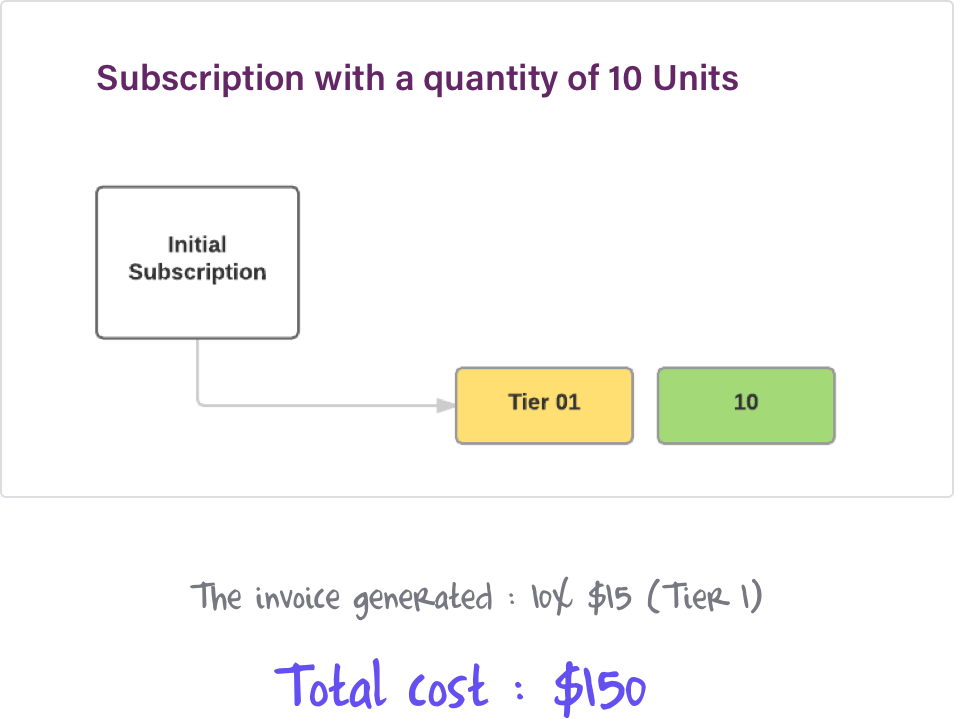 Subscription with a quantity of 10 Units
Initial
Subscription
Tier 01
10
The invoice generated : 10X $15 (Tier 1)
Total cost : $150